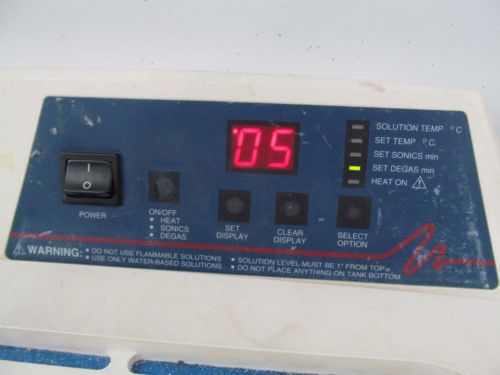 05
SOLUTION TEMP °C
SET TEMP °C
SET SONICS min
SET DEGAS min
HEAT ON
I
O
POWER
ON/OFF
• HEAT
• SONICS
• DEGAS
SET
DISPLAY
CLEAR
DISPLAY
SELECT
OPTION
WARNING: • DO NOT USE FLAMMABLE SOLUTIONS • SOLUTION LEVEL MUST BE 1" FROM TOP
• USE ONLY WATER-BASED SOLUTIONS • DO NOT PLACE ANYTHING ON TANK BOTTOM